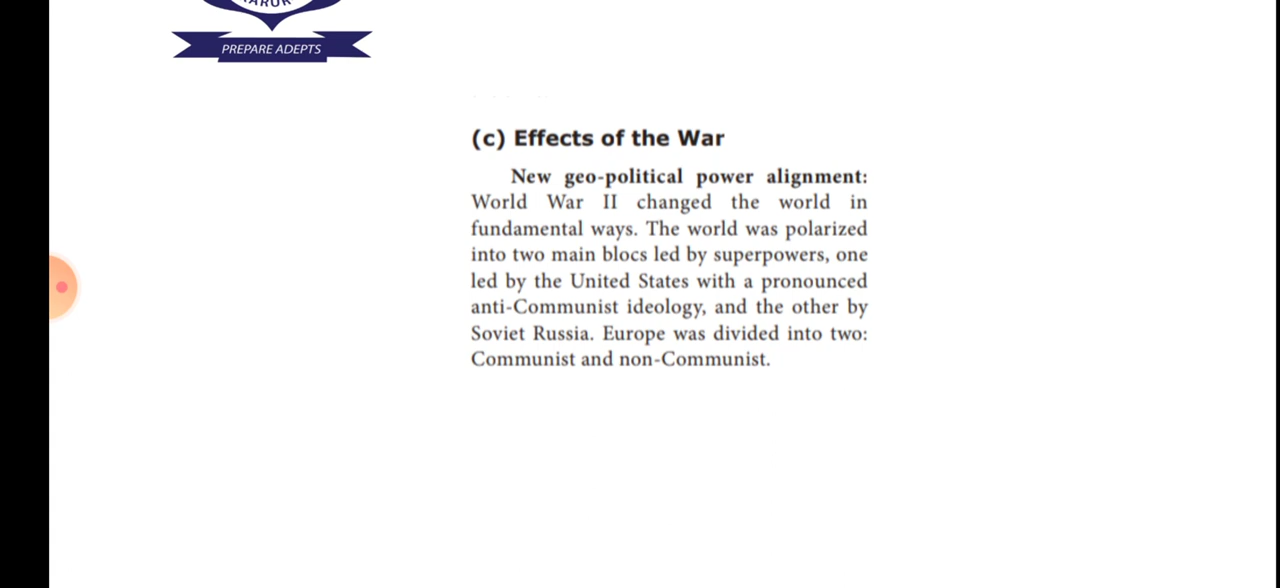 PREPARE ADEPTS
(c) Effects of the War
New geo-political power alignment:
World War II changed the world in
fundamental ways. The world was polarized
into two main blocs led by superpowers, one
led by the United States with a pronounced
anti-Communist ideology, and the other by
Soviet Russia. Europe was divided into two:
Communist and non-Communist.